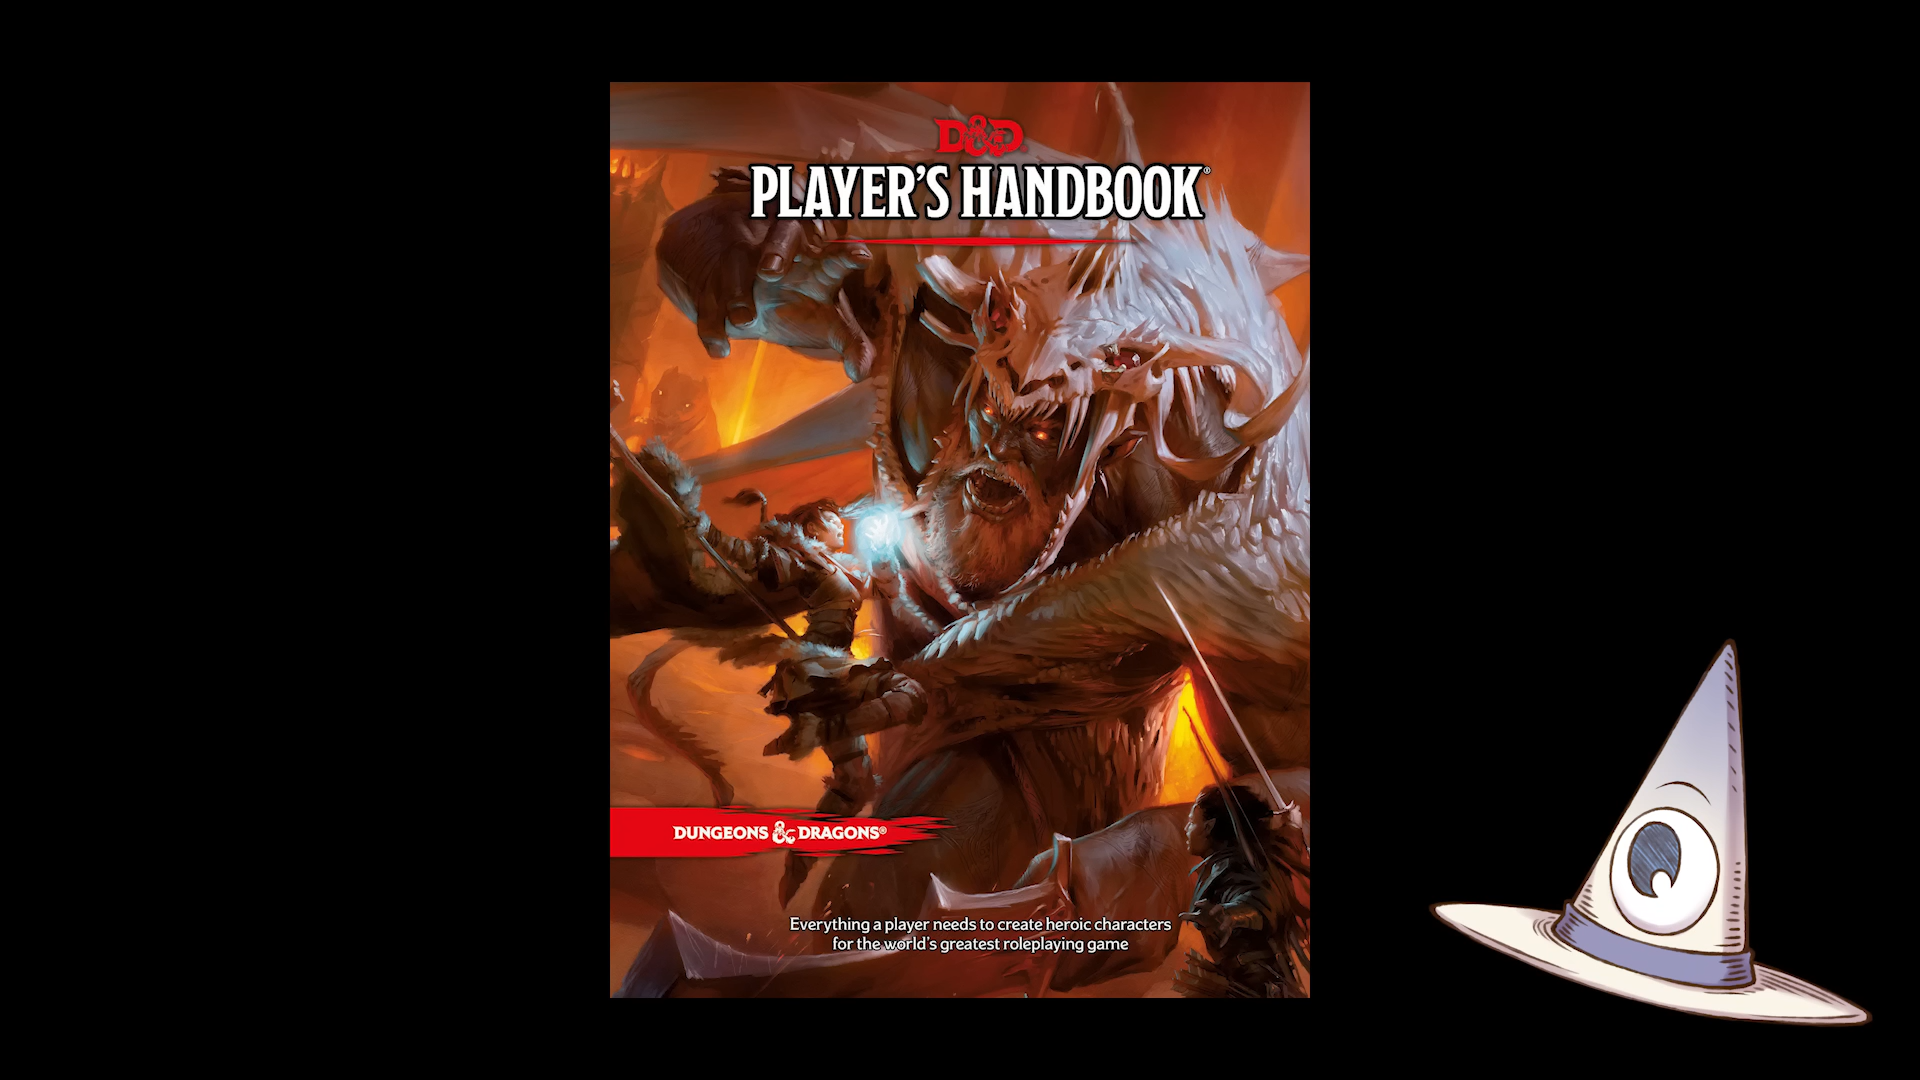 D&D®
PLAYER'S HANDBOOK®
DUNGEONS & DRAGONS®
Everything a player needs to create heroic characters
for the world's greatest roleplaying game